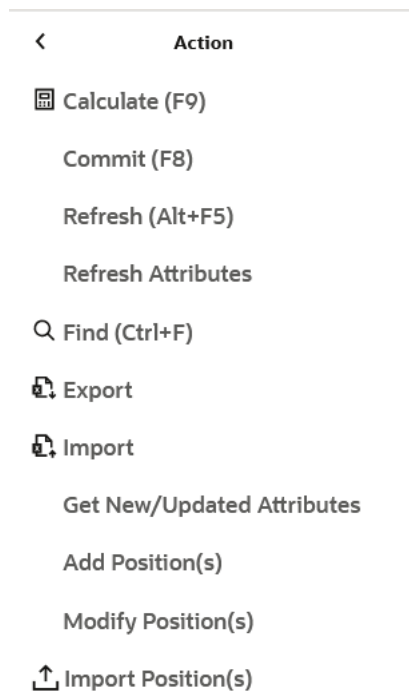 Action
Calculate (F9)
Commit (F8)
Refresh (Alt+F5)
Refresh Attributes
Find (Ctrl+F)
Export
Import
Get New/Updated Attributes
Add Position(s)
Modify Position(s)
Import Position(s)